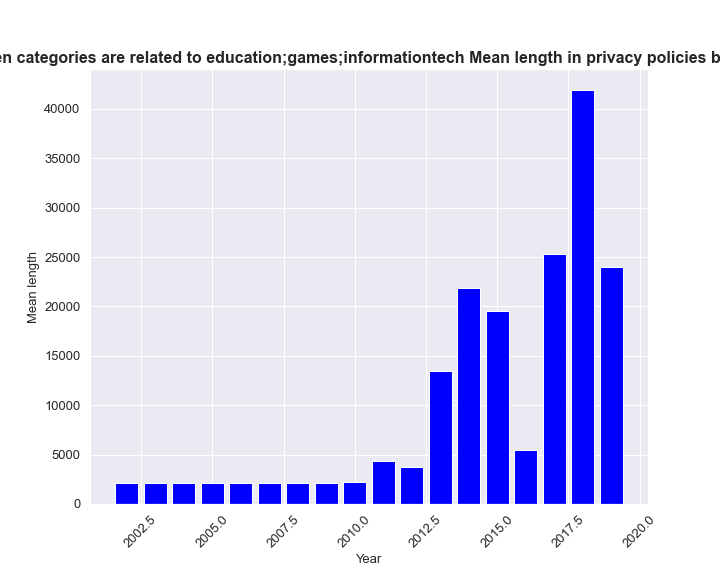 en categories are related to education;games;informationtech Mean length in privacy policies b
40000
35000
30000
25000
20000
15000
10000
5000
0
Mean length
2002.5 2005.0 2007.5 2010.0 2012.5 2015.0 2017.5 2020.0
Year